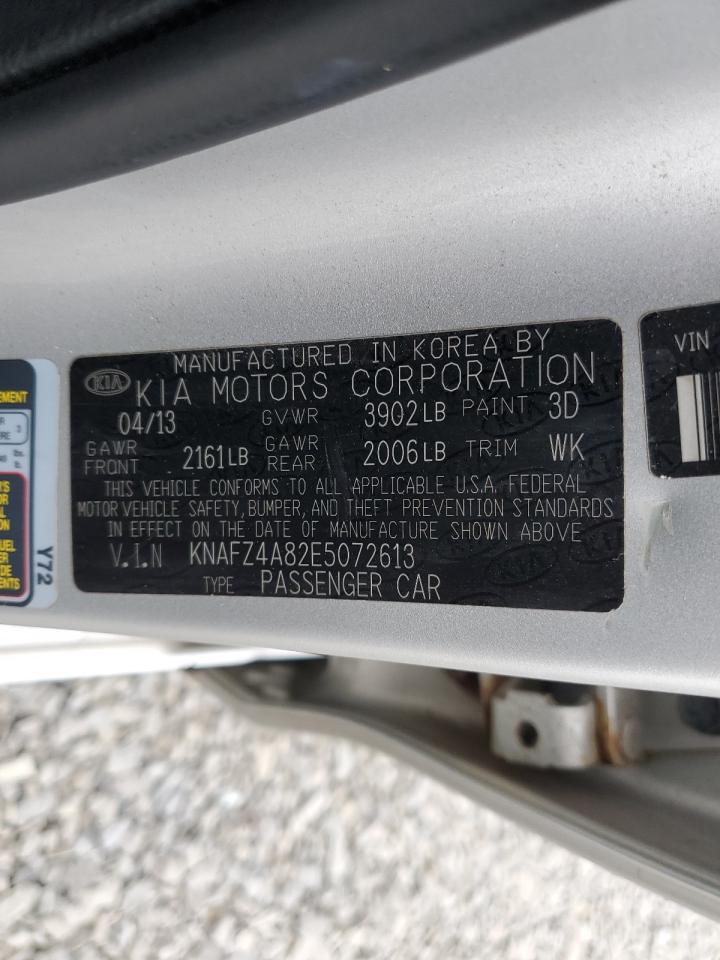 MANUFACTURED IN KOREA BY
KIA KIA MOTORS CORPORATION
04/13 GVWR 3902LB PAINT 3D
GAWR FRONT 2161LB GAWR REAR 2006LB TRIM WK
THIS VEHICLE CONFORMS TO ALL APPLICABLE U.S.A. FEDERAL
MOTOR VEHICLE SAFETY, BUMPER, AND THEFT PREVENTION STANDARDS
IN EFFECT ON THE DATE OF MANUFACTURE SHOWN ABOVE
V.I.N KNAFZ4A82E5072613
TYPE PASSENGER CAR
VIN
Y72